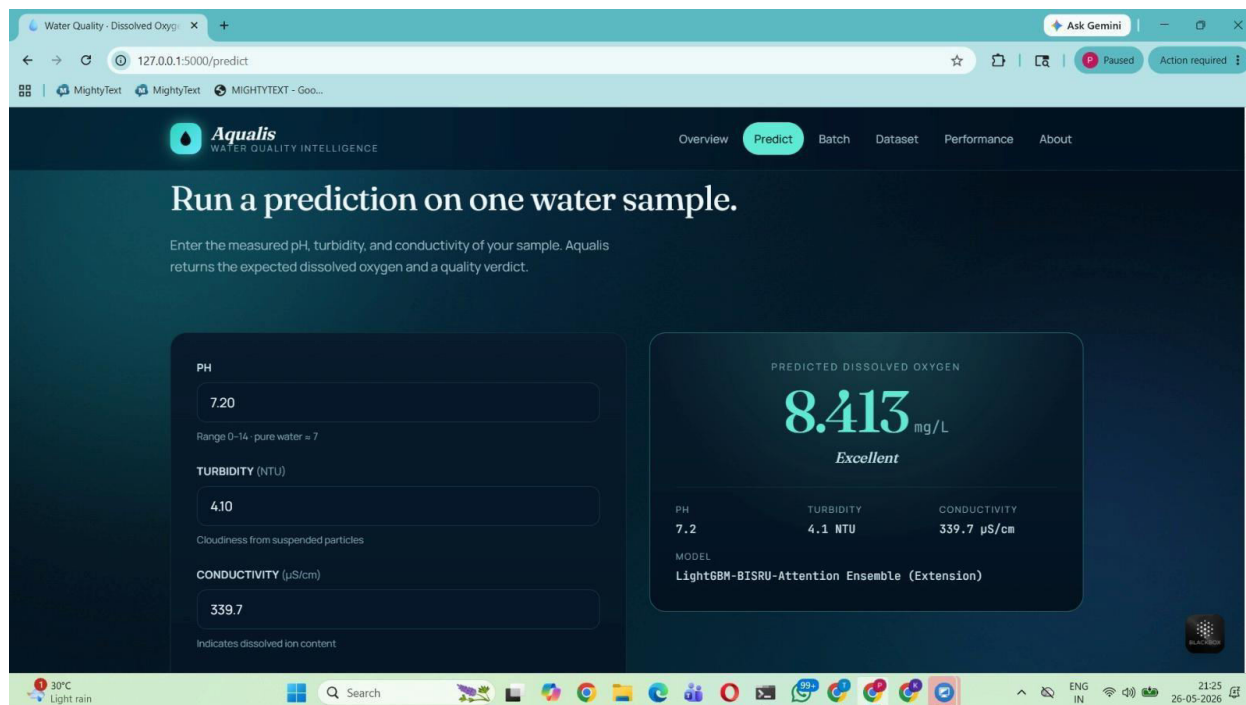 Water Quality · Dissolved Oxyg
Ask Gemini
127.0.0.1:5000/predict
P Paused
Action required
MightyText
MightyText
MIGHTYTEXT - Goo...
Aqualis
WATER QUALITY INTELLIGENCE
Overview
Predict
Batch
Dataset
Performance
About
Run a prediction on one water sample.
Enter the measured pH, turbidity, and conductivity of your sample. Aqualis
returns the expected dissolved oxygen and a quality verdict.
PH
7.20
Range 0–14 · pure water ≈ 7
TURBIDITY (NTU)
4.10
Cloudiness from suspended particles
CONDUCTIVITY (µS/cm)
339.7
Indicates dissolved ion content
PREDICTED DISSOLVED OXYGEN
8.413 mg/L
Excellent
PH
7.2
TURBIDITY
4.1 NTU
CONDUCTIVITY
339.7 µS/cm
MODEL
LightGBM-BISRU-Attention Ensemble (Extension)
BLACKBOX
1
30°C
Light rain
Search
99+
T
P
K
ENG
IN
21:25
26-05-2026